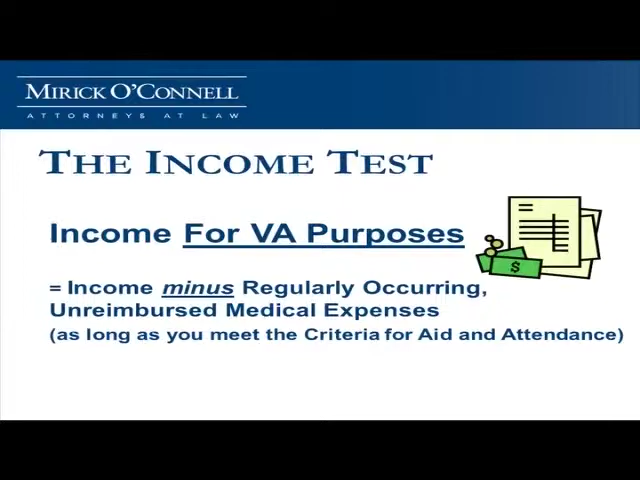 MIRICK O'CONNELL
ATTORNEYS AT LAW
THE INCOME TEST
Income For VA Purposes
= Income minus Regularly Occurring,
Unreimbursed Medical Expenses
(as long as you meet the Criteria for Aid and Attendance)
$